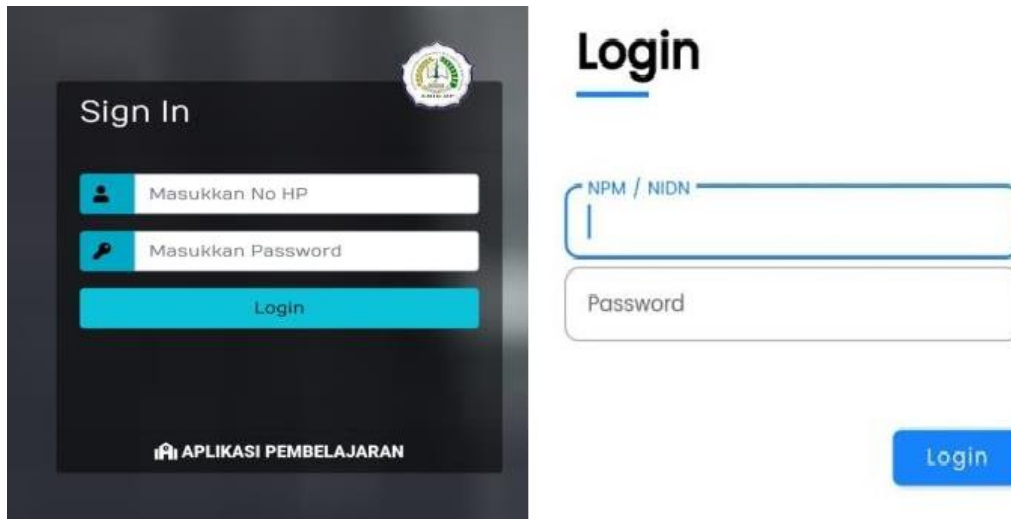 Sign In
Masukkan No HP
Masukkan Password
Login
APLIKASI PEMBELAJARAN
Login
NPM / NIDN
Password
Login